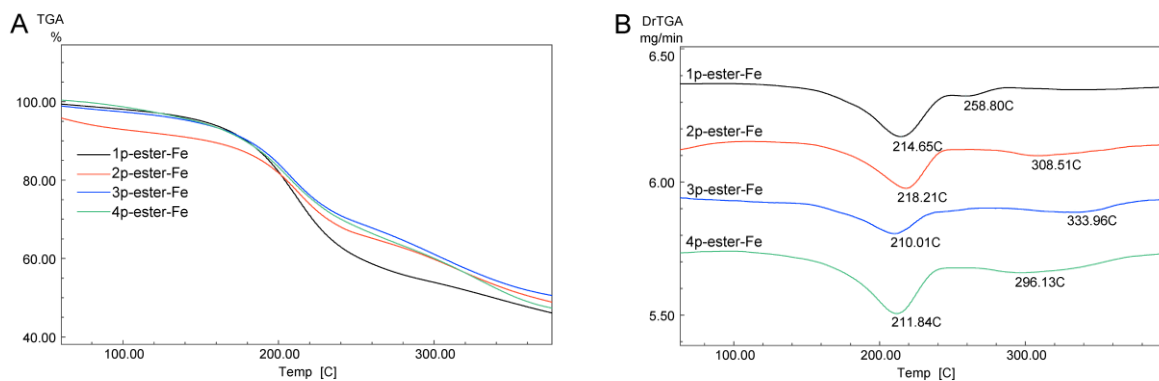 A
TGA
%
100.00
80.00
60.00
40.00
1p-ester-Fe
2p-ester-Fe
3p-ester-Fe
4p-ester-Fe
100.00 200.00 300.00
Temp [C]
B
DrTGA
mg/min
6.50
6.00
5.50
1p-ester-Fe
258.80C
214.65C
2p-ester-Fe
308.51C
218.21C
3p-ester-Fe
333.96C
210.01C
4p-ester-Fe
296.13C
211.84C
100.00 200.00 300.00
Temp [C]